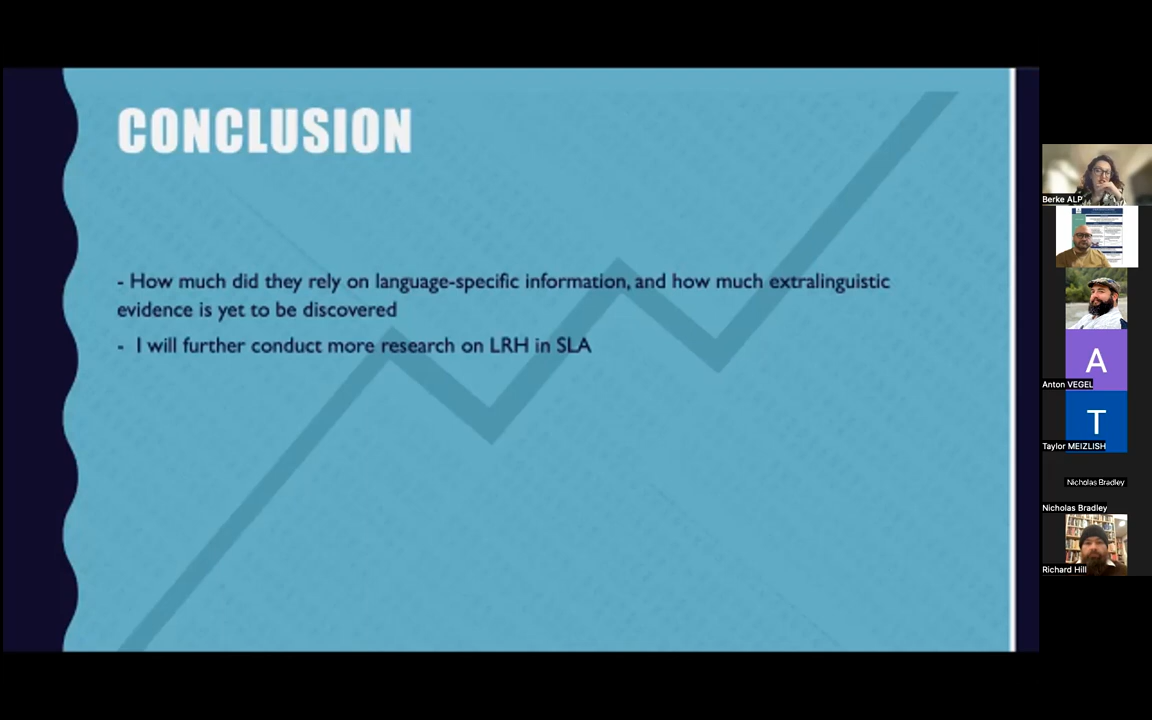 CONCLUSION
- How much did they rely on language-specific information, and how much extralinguistic
evidence is yet to be discovered
- I will further conduct more research on LRH in SLA
Berke ALP
A
Anton VEGEL
T
Taylor MEIZLISH
Nicholas Bradley
Nicholas Bradley
Richard Hill